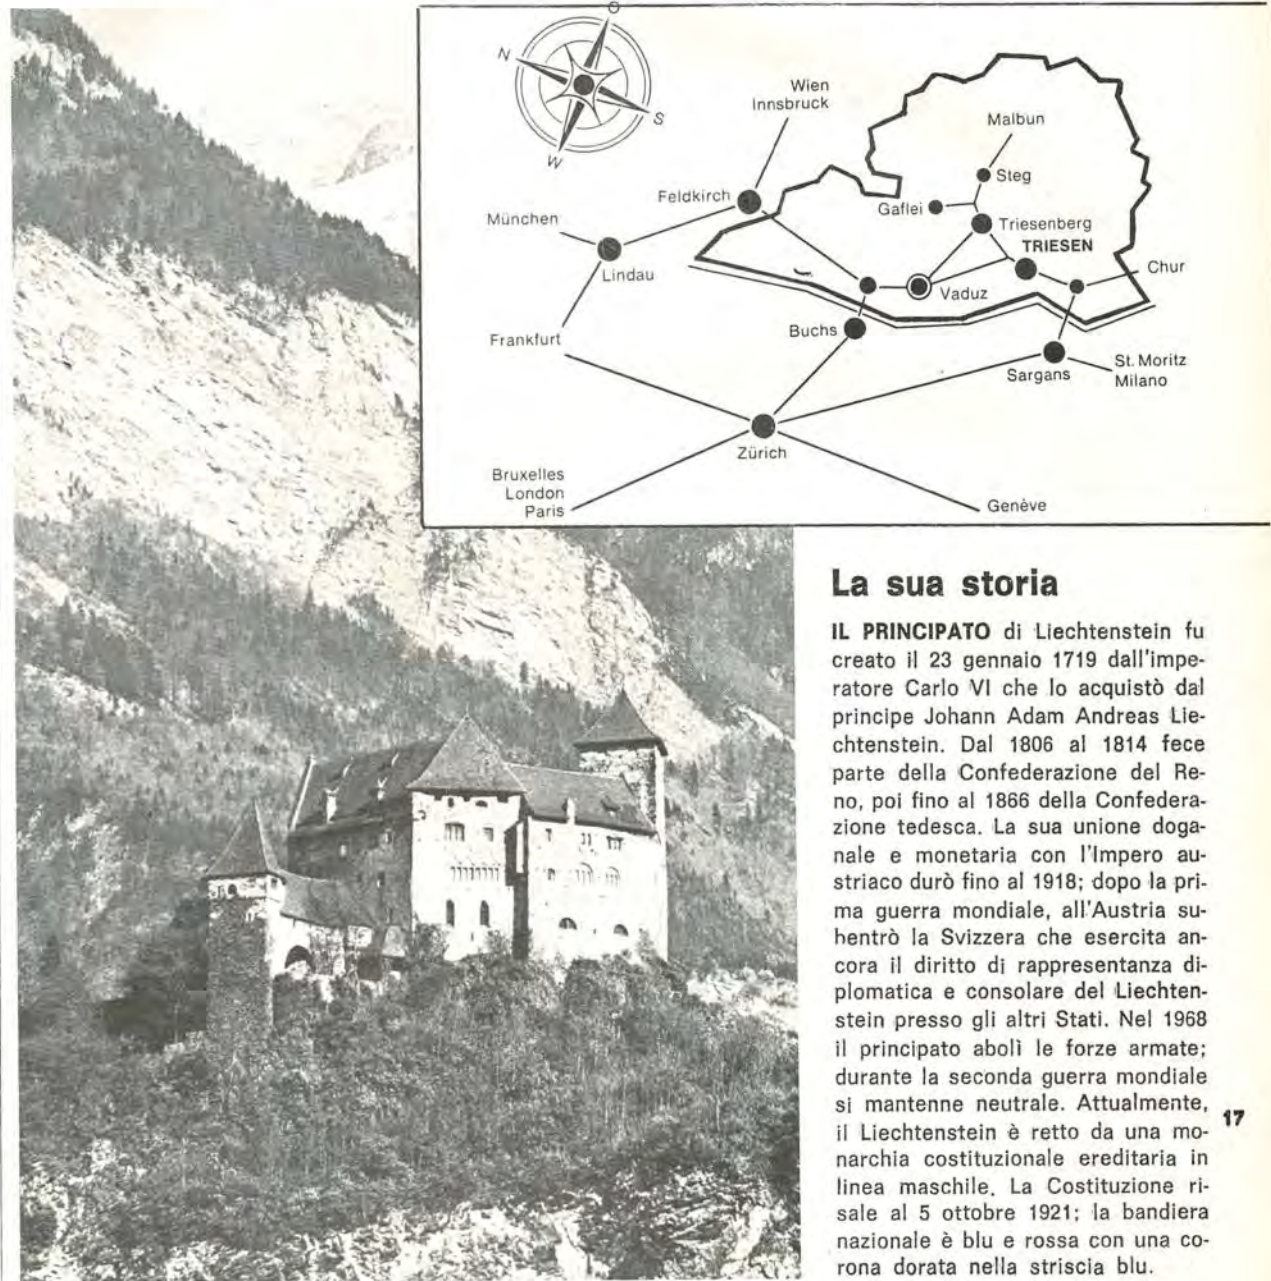 O
N
S
W
Wien
Innsbruck
Malbun
Steg
Feldkirch
Gaflei
München
Triesenberg
TRIESEN
Lindau
Chur
Vaduz
Buchs
Frankfurt
St. Moritz
Sargans
Milano
Zürich
Bruxelles
London
Paris
Genève
La sua storia
IL PRINCIPATO di Liechtenstein fu
creato il 23 gennaio 1719 dall'impe-
ratore Carlo VI che lo acquistò dal
principe Johann Adam Andreas Lie-
chtenstein. Dal 1806 al 1814 fece
parte della Confederazione del Re-
no, poi fino al 1866 della Confedera-
zione tedesca. La sua unione doga-
nale e monetaria con l'Impero au-
striaco durò fino al 1918; dopo la pri-
ma guerra mondiale, all'Austria su-
hentrò la Svizzera che esercita an-
cora il diritto di rappresentanza di-
plomatica e consolare del Liechten-
stein presso gli altri Stati. Nel 1968
il principato abolì le forze armate;
durante la seconda guerra mondiale
si mantenne neutrale. Attualmente,
il Liechtenstein è retto da una mo-
narchia costituzionale ereditaria in
linea maschile. La Costituzione ri-
sale al 5 ottobre 1921; la bandiera
nazionale è blu e rossa con una co-
rona dorata nella striscia blu.
17